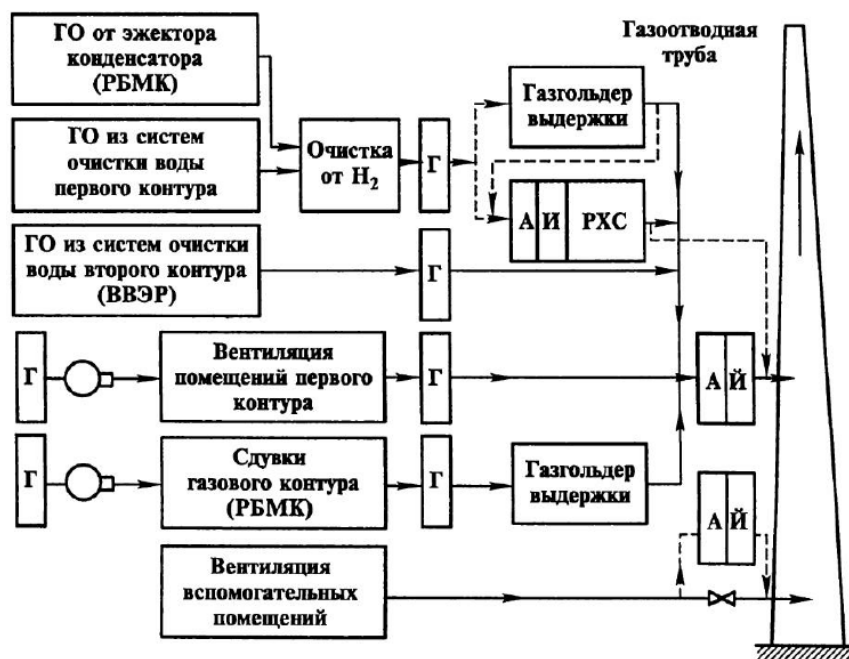 ГО от эжектора
конденсатора
(РБМК)
Газоотводная
труба
ГО из систем
очистки воды
первого контура
Очистка
от H₂
Г
Газгольдер
выдержки
А И РХС
ГО из систем очистки
воды второго контура
(ВВЭР)
Г
Г
Вентиляция
помещений первого
контура
Г
А Й
Г
Сдувки
газового контура
(РБМК)
Г
Газгольдер
выдержки
А Й
Вентиляция
вспомогательных
помещений